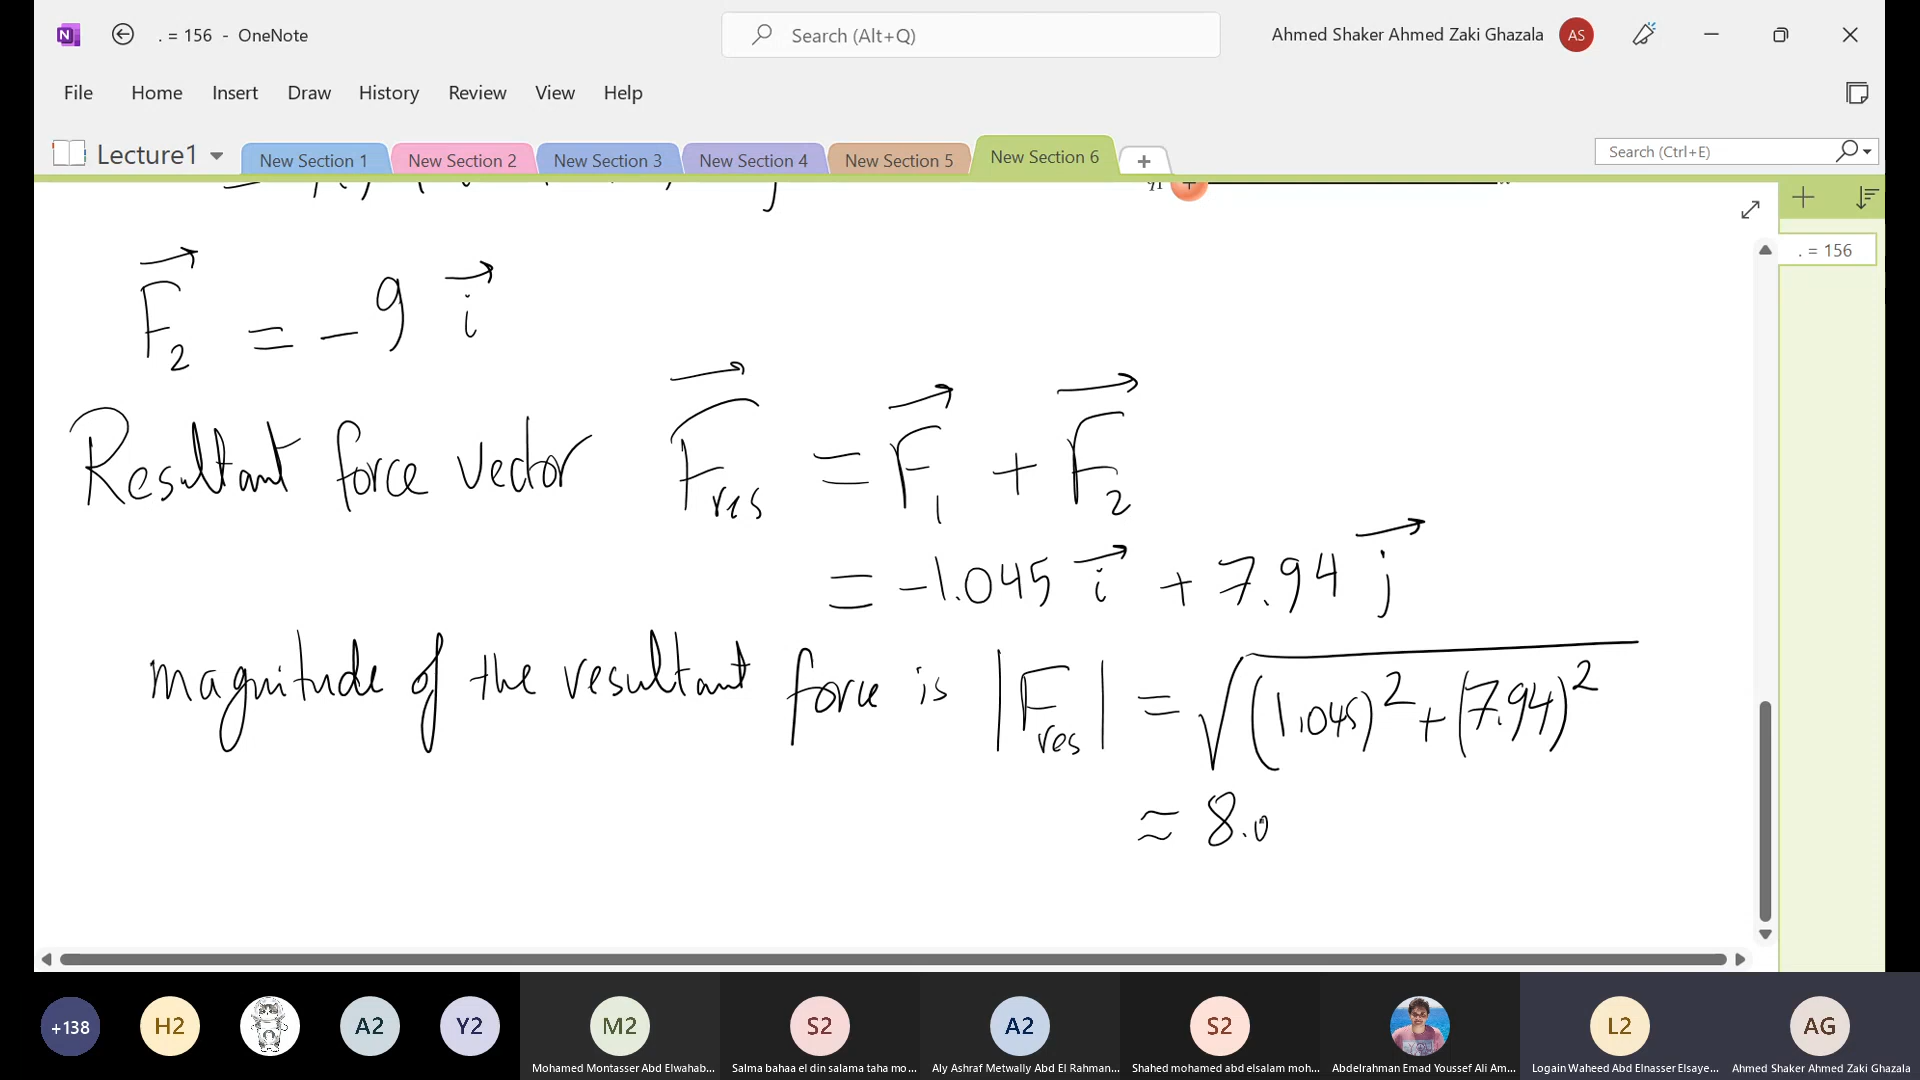 . = 156 - OneNote
Search (Alt+Q)
Ahmed Shaker Ahmed Zaki Ghazala
AS
File Home Insert Draw History Review View Help
Lecture1
New Section 1
New Section 2
New Section 3
New Section 4
New Section 5
New Section 6
+
Search (Ctrl+E)
. = 156
F₂ = -9 i
Resultant force vector F_res = F₁ + F₂
= -1.045 i + 7.94 j
magnitude of the resultant force is |F_res| = √(1.045)² + (7.94)²
≈ 8.0
+138
H2
A2
Y2
M2
S2
A2
S2
L2
AG
Mohamed Montasser Abd Elwahab...
Salma bahaa el din salama taha mo...
Aly Ashraf Metwally Abd El Rahman...
Shahed mohamed abd elsalam moh...
Abdelrahman Emad Youssef Ali Am...
Logain Waheed Abd Elnasser Elsaye...
Ahmed Shaker Ahmed Zaki Ghazala